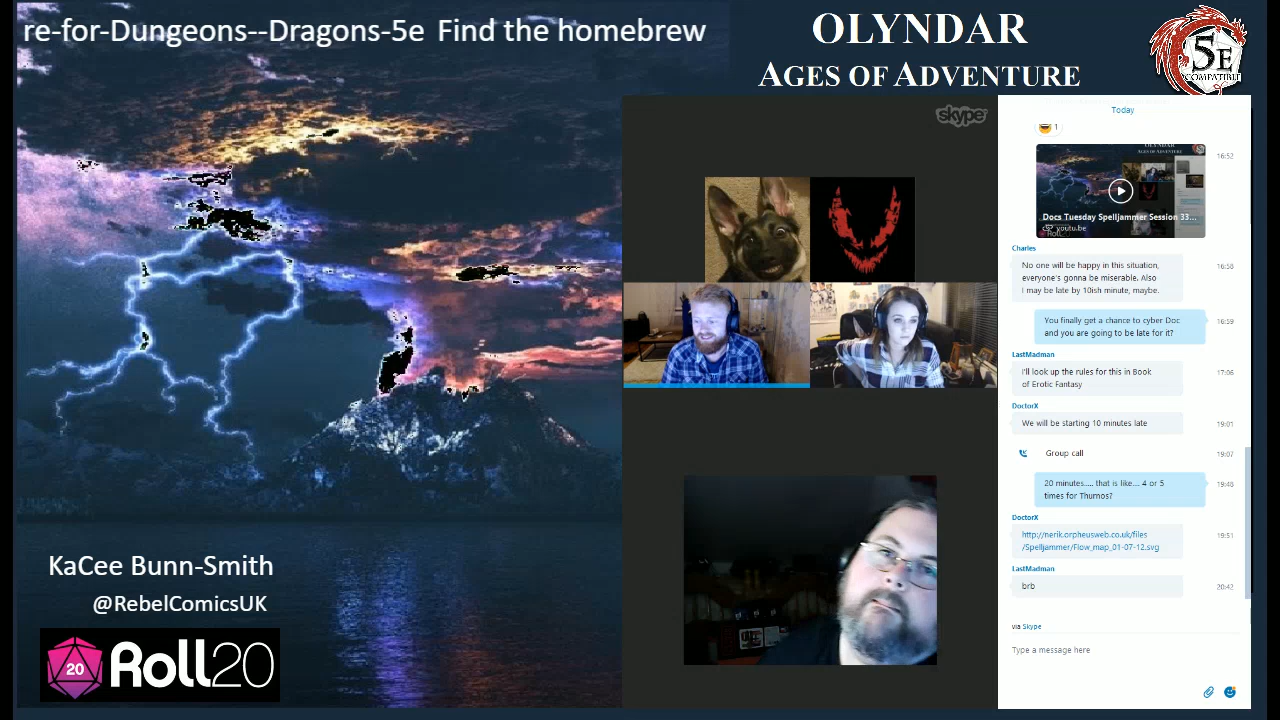 re-for-Dungeons--Dragons-5e Find the homebrew
OLYNDAR
AGES OF ADVENTURE
5E
COMPATIBLE
skype
Today
1
OLYNDAR
AGES OF ADVENTURE
16:52
Docs Tuesday Spelljammer Session 33...
youtu.be
Charles
No one will be happy in this situation,
everyone's gonna be miserable. Also
I may be late by 10ish minute, maybe.
16:58
You finally get a chance to cyber Doc
and you are going to be late for it?
16:59
LastMadman
I'll look up the rules for this in Book
of Erotic Fantasy
17:06
DoctorX
We will be starting 10 minutes late
19:01
Group call
19:07
20 minutes..... that is like.... 4 or 5
times for Thurnos?
19:46
DoctorX
http://nerik.orpheusweb.co.uk/files
/Spelljammer/Flow_map_01-07-12.svg
19:51
LastMadman
brb
20:42
via Skype
Type a message here
KaCee Bunn-Smith
@RebelComicsUK
20
Roll20